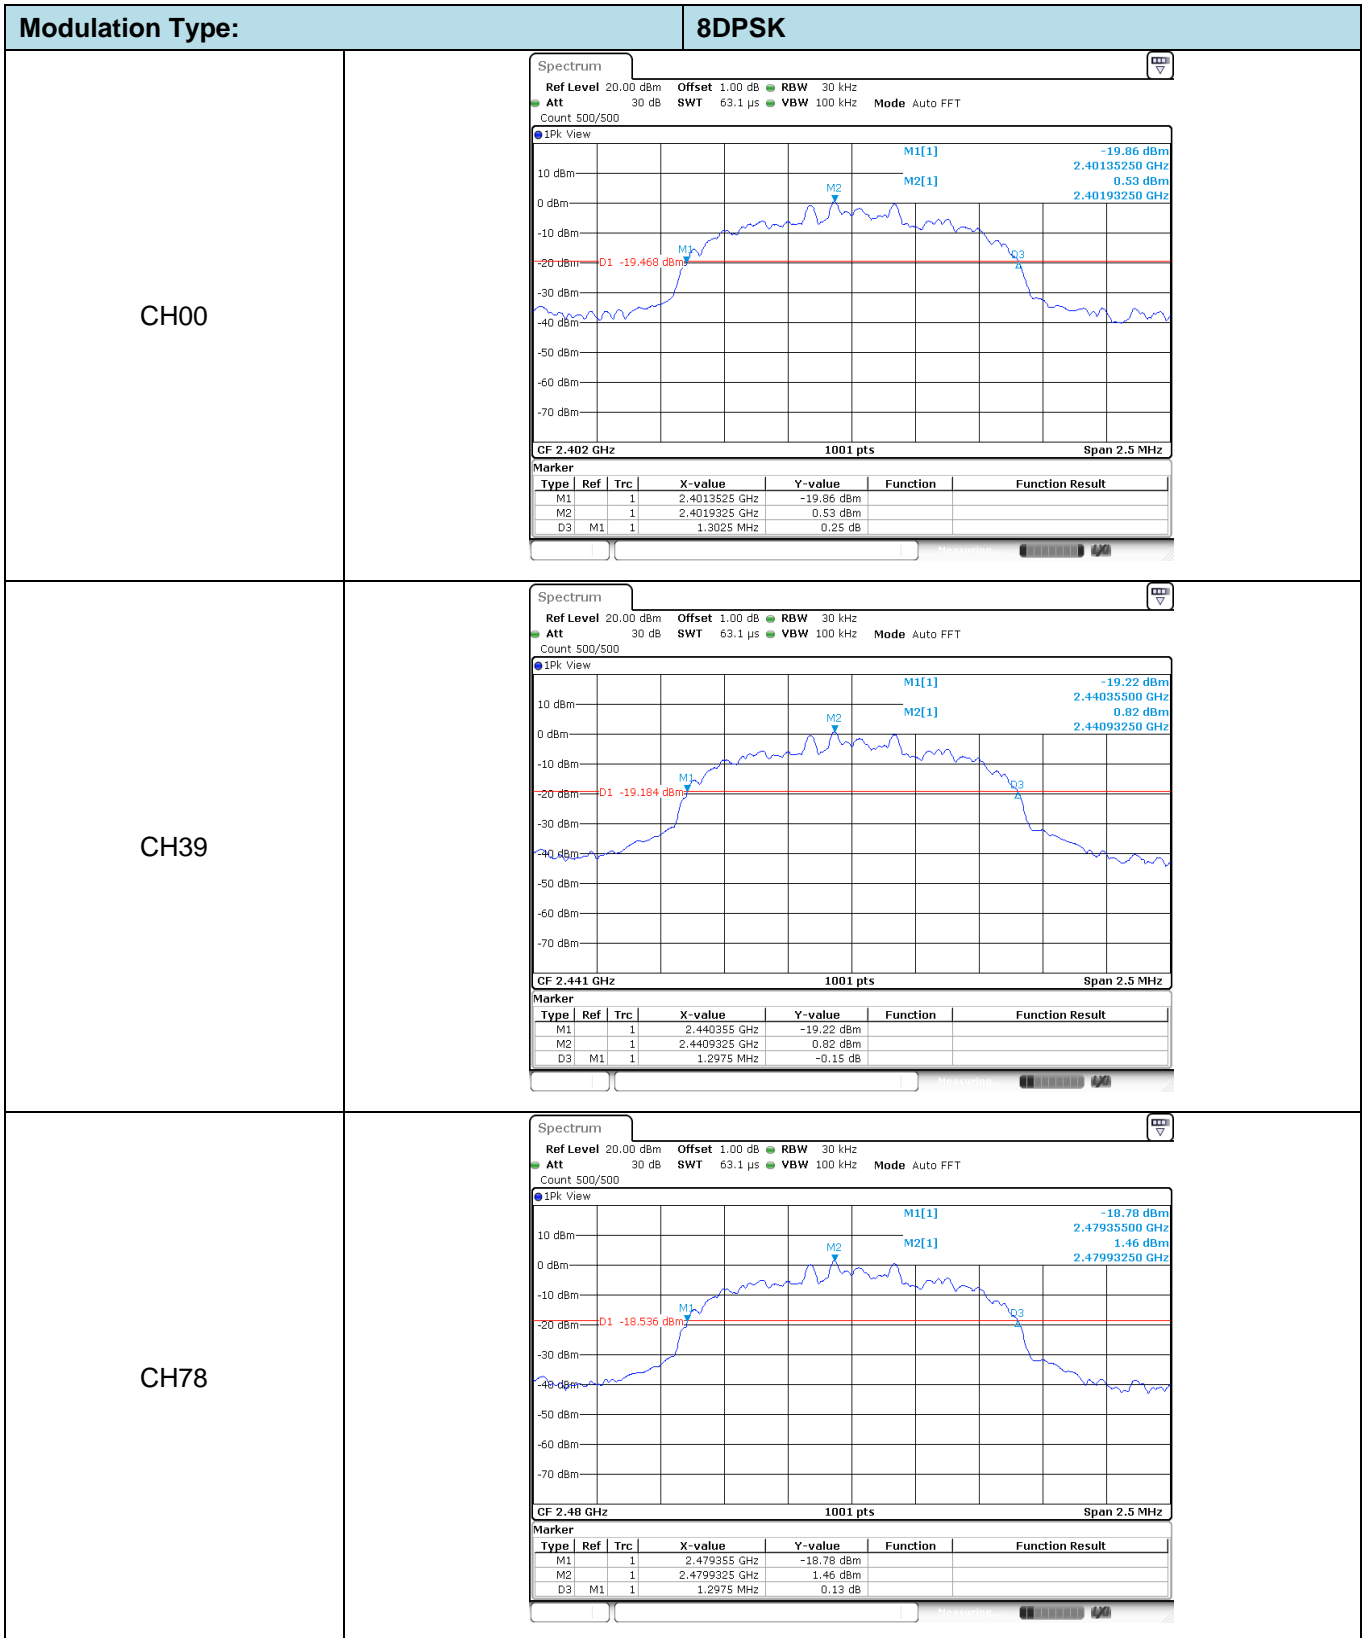 Modulation Type: 8DPSK
CH00
Spectrum
Ref Level 20.00 dBm Offset 1.00 dB RBW 30 kHz
Att 30 dB SWT 63.1 µs VBW 100 kHz Mode Auto FFT
Count 500/500
1Pk View
M1[1] -19.86 dBm
2.40135250 GHz
M2[1] 0.53 dBm
2.40193250 GHz
10 dBm
M2
0 dBm
-10 dBm
M1
D3
-20 dBm D1 -19.468 dBm
-30 dBm
-40 dBm
-50 dBm
-60 dBm
-70 dBm
CF 2.402 GHz 1001 pts Span 2.5 MHz
Marker
Type Ref Trc X-value Y-value Function Function Result
M1 1 2.4013525 GHz -19.86 dBm
M2 1 2.4019325 GHz 0.53 dBm
D3 M1 1 1.3025 MHz 0.25 dB
Measuring
LXI
CH39
Spectrum
Ref Level 20.00 dBm Offset 1.00 dB RBW 30 kHz
Att 30 dB SWT 63.1 µs VBW 100 kHz Mode Auto FFT
Count 500/500
1Pk View
M1[1] -19.22 dBm
2.44035500 GHz
M2[1] 0.82 dBm
2.44093250 GHz
10 dBm
M2
0 dBm
-10 dBm
M1
D3
-20 dBm D1 -19.184 dBm
-30 dBm
-40 dBm
-50 dBm
-60 dBm
-70 dBm
CF 2.441 GHz 1001 pts Span 2.5 MHz
Marker
Type Ref Trc X-value Y-value Function Function Result
M1 1 2.440355 GHz -19.22 dBm
M2 1 2.4409325 GHz 0.82 dBm
D3 M1 1 1.2975 MHz -0.15 dB
Measuring
LXI
CH78
Spectrum
Ref Level 20.00 dBm Offset 1.00 dB RBW 30 kHz
Att 30 dB SWT 63.1 µs VBW 100 kHz Mode Auto FFT
Count 500/500
1Pk View
M1[1] -18.78 dBm
2.47935500 GHz
M2[1] 1.46 dBm
2.47993250 GHz
10 dBm
M2
0 dBm
-10 dBm
M1
D3
-20 dBm D1 -18.536 dBm
-30 dBm
-40 dBm
-50 dBm
-60 dBm
-70 dBm
CF 2.48 GHz 1001 pts Span 2.5 MHz
Marker
Type Ref Trc X-value Y-value Function Function Result
M1 1 2.479355 GHz -18.78 dBm
M2 1 2.4799325 GHz 1.46 dBm
D3 M1 1 1.2975 MHz 0.13 dB
Measuring
LXI